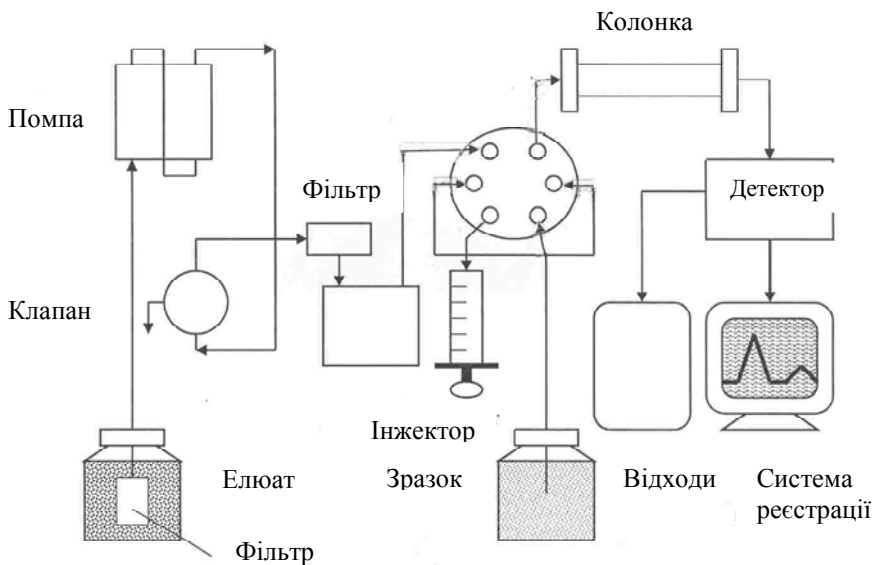 Колонка
Помпа
Фільтр
Детектор
Клапан
Інжектор
Елюат
Зразок
Відходи
Система
реєстрації
Фільтр